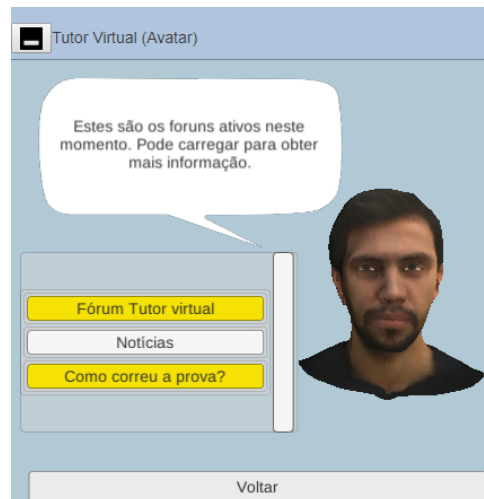 Tutor Virtual (Avatar)
Estes são os foruns ativos neste
momento. Pode carregar para obter
mais informação.
Fórum Tutor virtual
Notícias
Como correu a prova?
Voltar